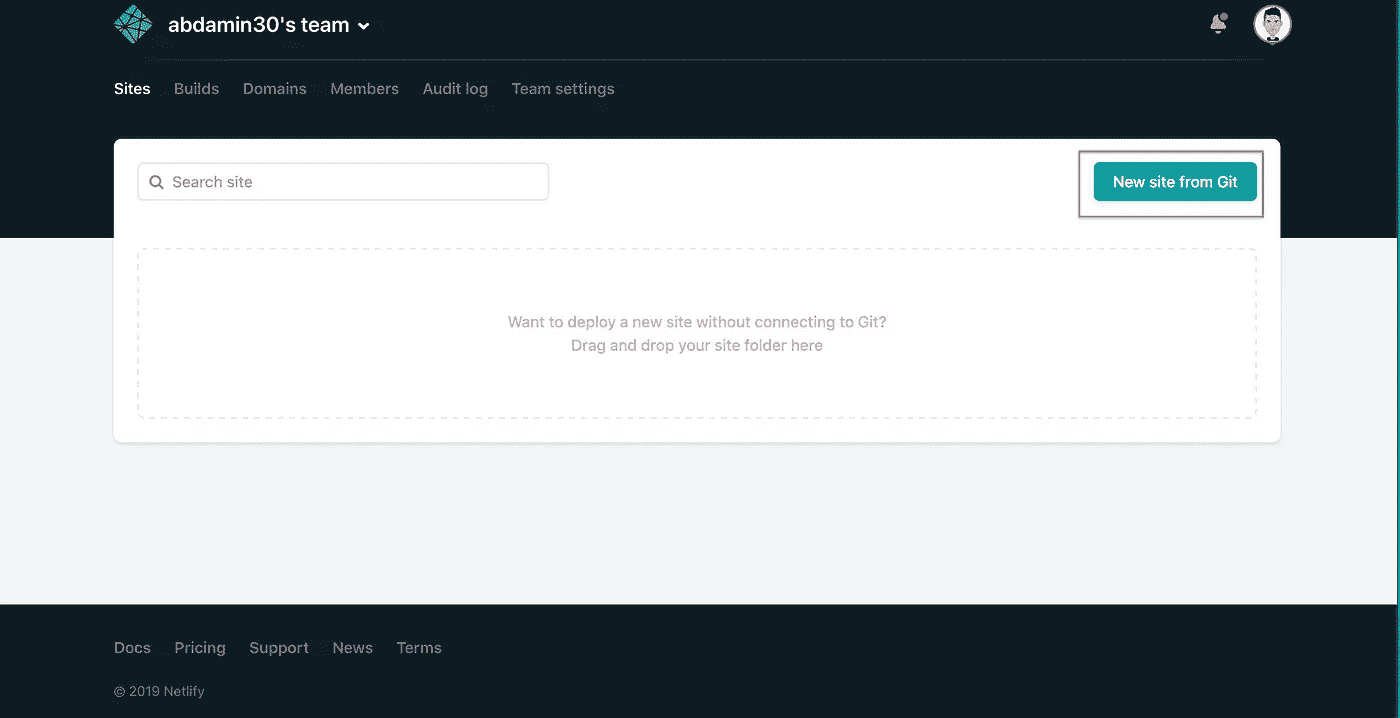 abdamin30's team
Sites Builds Domains Members Audit log Team settings
Search site
New site from Git
Want to deploy a new site without connecting to Git?
Drag and drop your site folder here
Docs Pricing Support News Terms
© 2019 Netlify